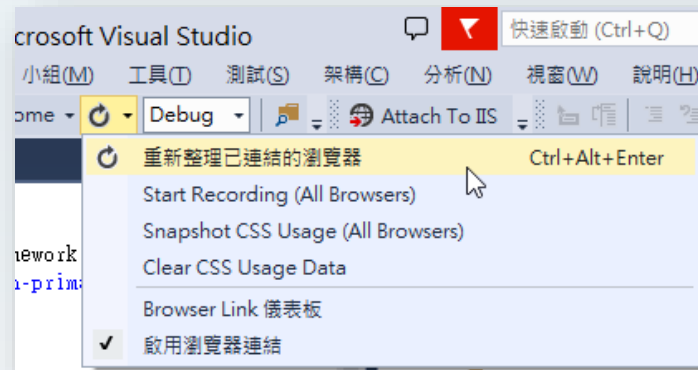 crosoft Visual Studio
快速啟動 (Ctrl+Q)
小組(M) 工具(T) 測試(S) 架構(C) 分析(N) 視窗(W) 說明(H)
ome Debug Attach To IIS
重新整理已連結的瀏覽器 Ctrl+Alt+Enter
Start Recording (All Browsers)
Snapshot CSS Usage (All Browsers)
nework
Clear CSS Usage Data
n-prima
Browser Link 儀表板
啟用瀏覽器連結